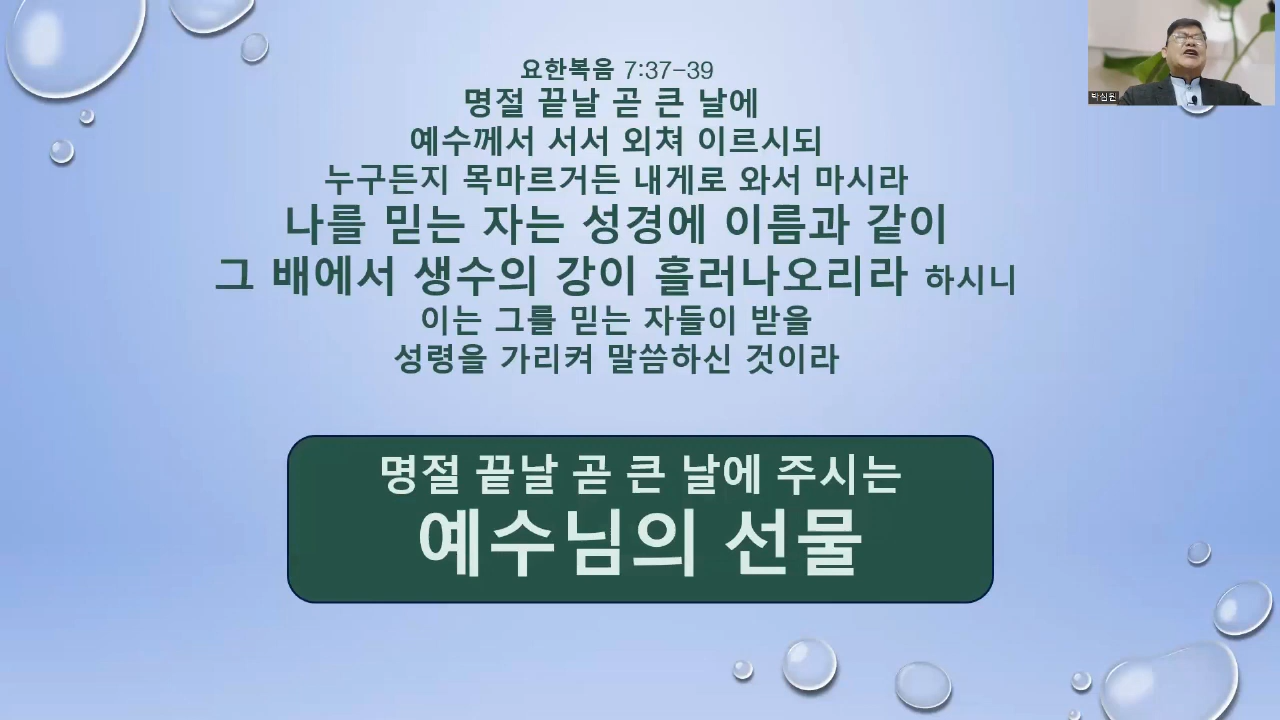 요한복음 7:37-39
명절 끝날 곧 큰 날에
예수께서 서서 외쳐 이르시되
누구든지 목마르거든 내게로 와서 마시라
나를 믿는 자는 성경에 이름과 같이
그 배에서 생수의 강이 흘러나오리라 하시니
이는 그를 믿는 자들이 받을
성령을 가리켜 말씀하신 것이라
명절 끝날 곧 큰 날에 주시는
예수님의 선물
박심원